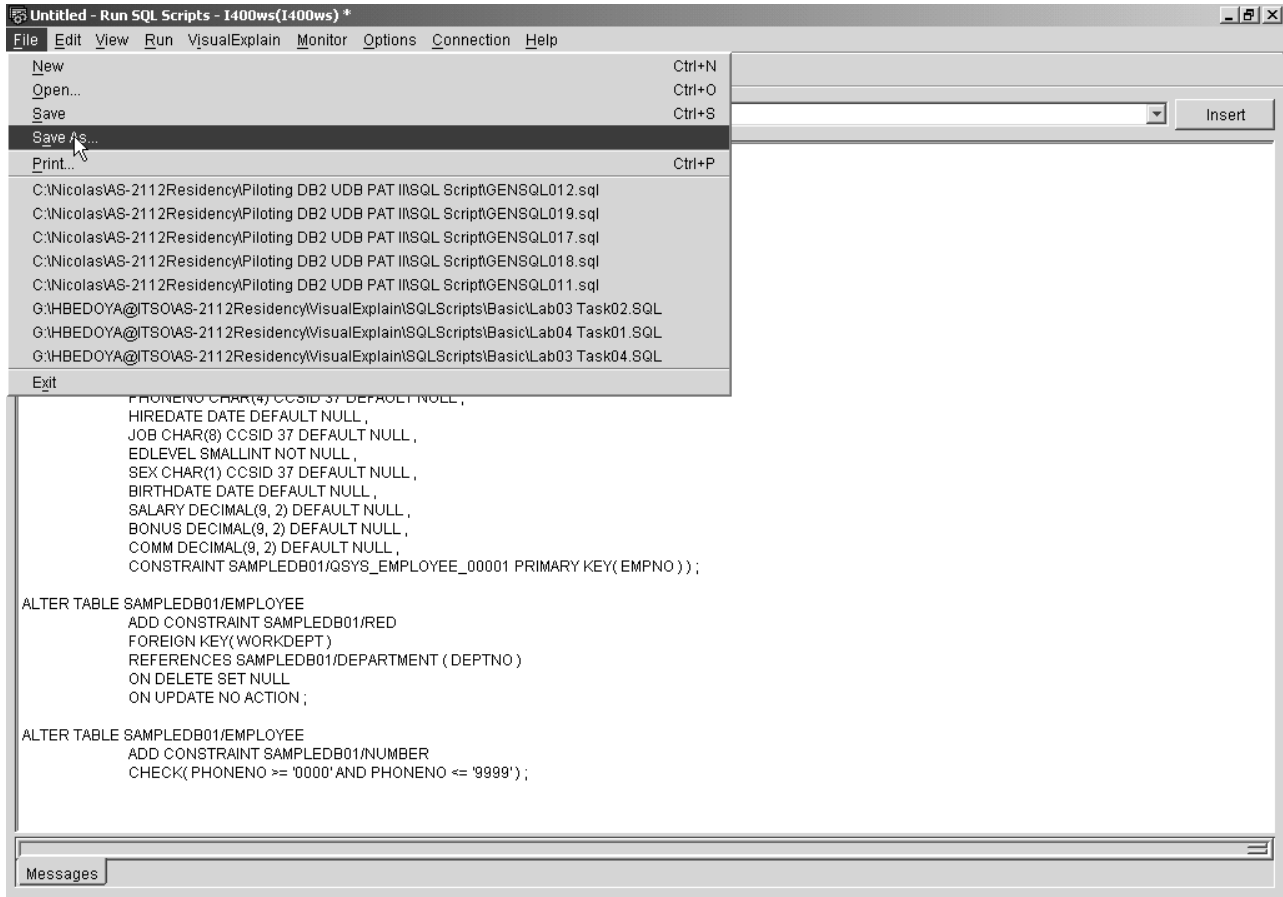 Untitled - Run SQL Scripts - I400ws(I400ws) *
File Edit View Run VisualExplain Monitor Options Connection Help
New Ctrl+N
Open... Ctrl+O
Save Ctrl+S
Save As...
Print... Ctrl+P
Insert
C:\Nicolas\AS-2112Residency\Piloting DB2 UDB PAT II\SQL Script\GENSQL012.sql
C:\Nicolas\AS-2112Residency\Piloting DB2 UDB PAT II\SQL Script\GENSQL019.sql
C:\Nicolas\AS-2112Residency\Piloting DB2 UDB PAT II\SQL Script\GENSQL017.sql
C:\Nicolas\AS-2112Residency\Piloting DB2 UDB PAT II\SQL Script\GENSQL018.sql
C:\Nicolas\AS-2112Residency\Piloting DB2 UDB PAT II\SQL Script\GENSQL011.sql
G:\HBEDOYA@ITSO\AS-2112Residency\VisualExplain\SQLScripts\Basic\Lab03 Task02.SQL
G:\HBEDOYA@ITSO\AS-2112Residency\VisualExplain\SQLScripts\Basic\Lab04 Task01.SQL
G:\HBEDOYA@ITSO\AS-2112Residency\VisualExplain\SQLScripts\Basic\Lab03 Task04.SQL
Exit
PHONENO CHAR(4) CCSID 37 DEFAULT NULL ,
HIREDATE DATE DEFAULT NULL ,
JOB CHAR(8) CCSID 37 DEFAULT NULL ,
EDLEVEL SMALLINT NOT NULL ,
SEX CHAR(1) CCSID 37 DEFAULT NULL ,
BIRTHDATE DATE DEFAULT NULL ,
SALARY DECIMAL(9, 2) DEFAULT NULL ,
BONUS DECIMAL(9, 2) DEFAULT NULL ,
COMM DECIMAL(9, 2) DEFAULT NULL ,
CONSTRAINT SAMPLEDB01/QSYS_EMPLOYEE_00001 PRIMARY KEY( EMPNO ) ) ;
ALTER TABLE SAMPLEDB01/EMPLOYEE
ADD CONSTRAINT SAMPLEDB01/RED
FOREIGN KEY( WORKDEPT )
REFERENCES SAMPLEDB01/DEPARTMENT ( DEPTNO )
ON DELETE SET NULL
ON UPDATE NO ACTION ;
ALTER TABLE SAMPLEDB01/EMPLOYEE
ADD CONSTRAINT SAMPLEDB01/NUMBER
CHECK( PHONENO >= '0000' AND PHONENO <= '9999' ) ;
Messages